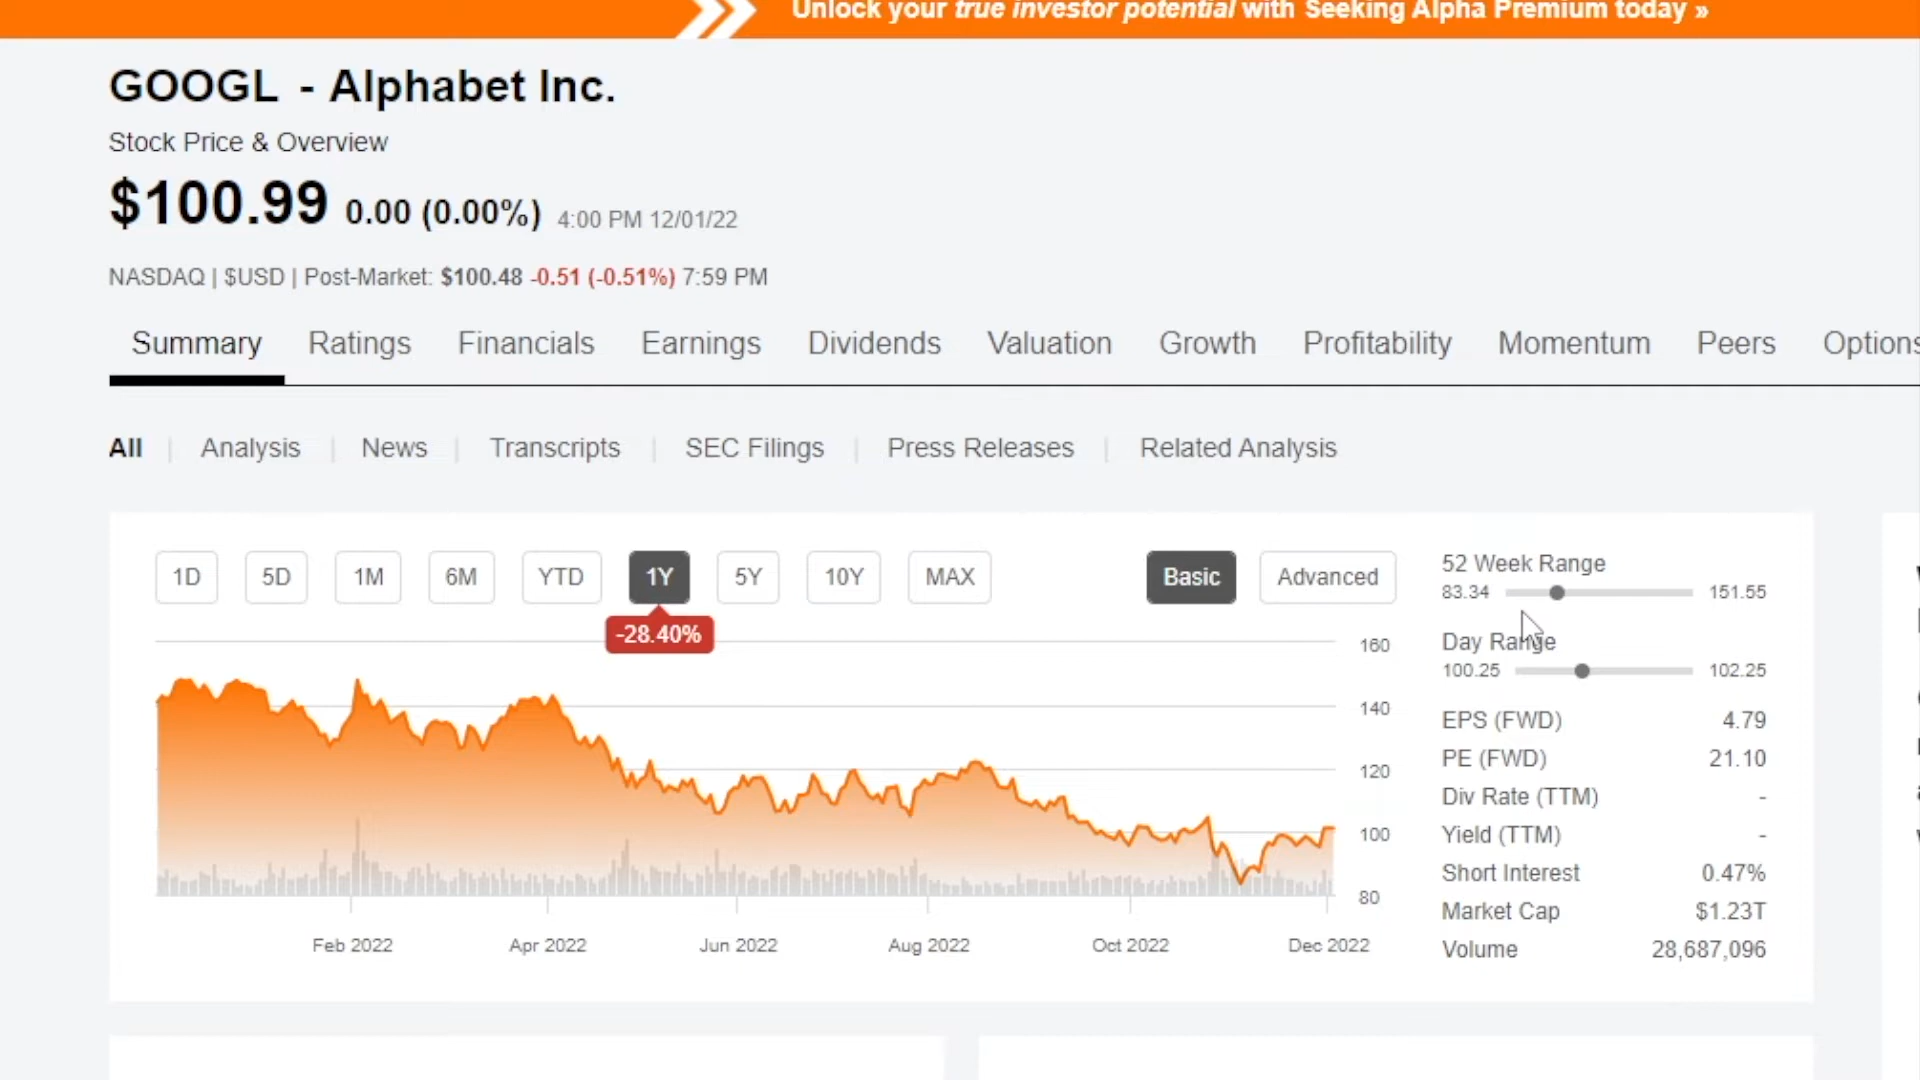 Unlock your true investor potential with Seeking Alpha Premium today »
GOOGL - Alphabet Inc.
Stock Price & Overview
$100.99 0.00 (0.00%) 4:00 PM 12/01/22
NASDAQ | $USD | Post-Market: $100.48 -0.51 (-0.51%) 7:59 PM
Summary Ratings Financials Earnings Dividends Valuation Growth Profitability Momentum Peers Options
All | Analysis | News | Transcripts | SEC Filings | Press Releases | Related Analysis
1D 5D 1M 6M YTD 1Y 5Y 10Y MAX Basic Advanced
-28.40%
160
140
120
100
80
Feb 2022 Apr 2022 Jun 2022 Aug 2022 Oct 2022 Dec 2022
52 Week Range
83.34 151.55
Day Range
100.25 102.25
EPS (FWD) 4.79
PE (FWD) 21.10
Div Rate (TTM) -
Yield (TTM) -
Short Interest 0.47%
Market Cap $1.23T
Volume 28,687,096